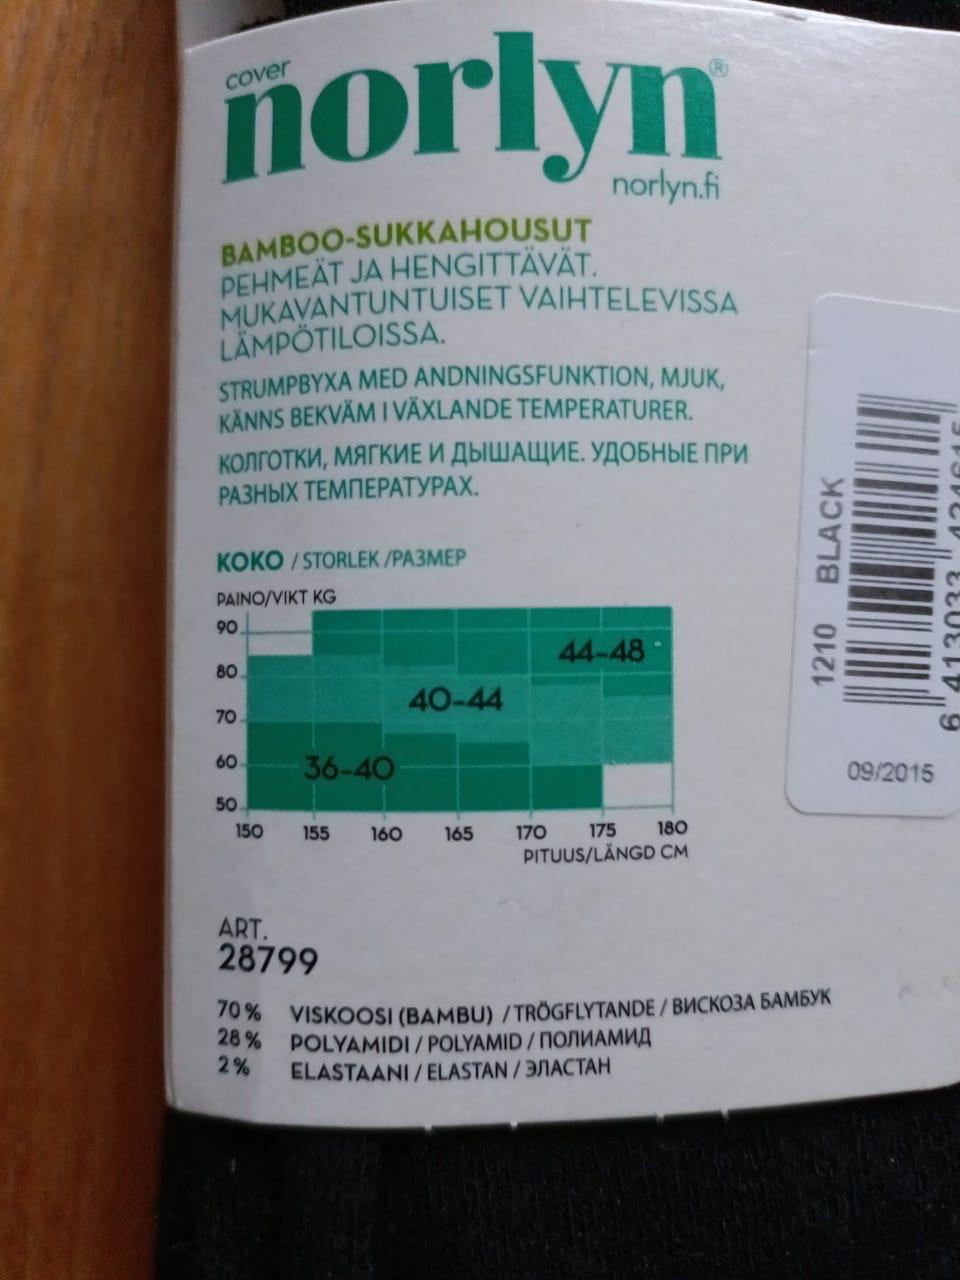 cover
norlyn®
norlyn.fi
BAMBOO-SUKKAHOUSUT
PEHMEÄT JA HENGITTÄVÄT.
MUKAVANTUNTUISET VAIHTELEVISSA
LÄMPÖTILOISSA.
STRUMPBYXA MED ANDNINGSFUNKTION, MJUK,
KÄNNS BEKVÄM I VÄXLANDE TEMPERATURER.
КОЛГОТКИ, МЯГКИЕ И ДЫШАЩИЕ. УДОБНЫЕ ПРИ
РАЗНЫХ ТЕМПЕРАТУРАХ.
KOKO / STORLEK /РАЗМЕР
PAINO/VIKT KG
90
80
70
60
50
44-48
40-44
36-40
150 155 160 165 170 175 180
PITUUS/LÄNGD CM
ART.
28799
70 % VISKOOSI (BAMBU) / TRÖGFLYTANDE / ВИСКОЗА БАМБУК
28 % POLYAMIDI / POLYAMID / ПОЛИАМИД
2 % ELASTAANI / ELASTAN / ЭЛАСТАН
1210 BLACK
09/2015